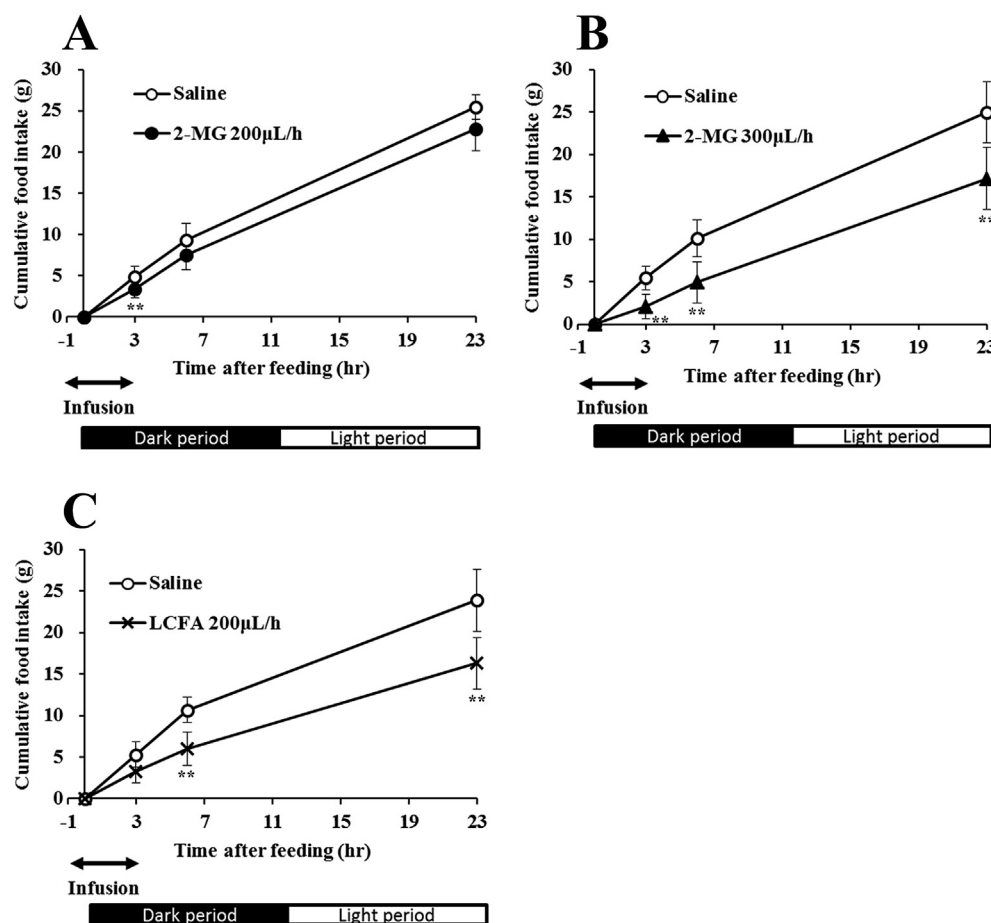 A
Cumulative food intake (g)
30
25
20
15
10
5
0
Saline
2-MG 200µL/h
**
-1 3 7 11 15 19 23
Time after feeding (hr)
Infusion
Dark period Light period
B
Cumulative food intake (g)
30
25
20
15
10
5
0
Saline
2-MG 300µL/h
**
**
**
-1 3 7 11 15 19 23
Time after feeding (hr)
Infusion
Dark period Light period
C
Cumulative food intake (g)
30
25
20
15
10
5
0
Saline
LCFA 200µL/h
**
**
-1 3 7 11 15 19 23
Time after feeding (hr)
Infusion
Dark period Light period